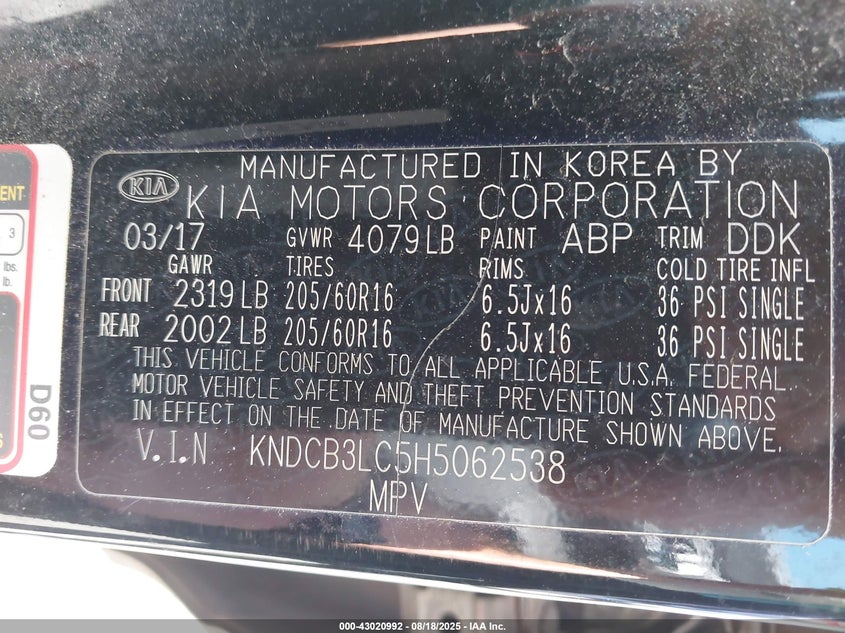 MANUFACTURED IN KOREA BY
KIA KIA MOTORS CORPORATION
03/17 GVWR 4079LB PAINT ABP TRIM DDK
GAWR TIRES RIMS COLD TIRE INFL
FRONT 2319 LB 205/60R16 6.5Jx16 36 PSI SINGLE
REAR 2002 LB 205/60R16 6.5Jx16 36 PSI SINGLE
THIS VEHICLE CONFORMS TO ALL APPLICABLE U.S.A. FEDERAL
MOTOR VEHICLE SAFETY AND THEFT PREVENTION STANDARDS
IN EFFECT ON THE DATE OF MANUFACTURE SHOWN ABOVE.
V.I.N KNDCB3LC5H5062538
MPV
3
lbs.
lb.
D60
000-43020992 / 08/18/2025 / IAA Inc.